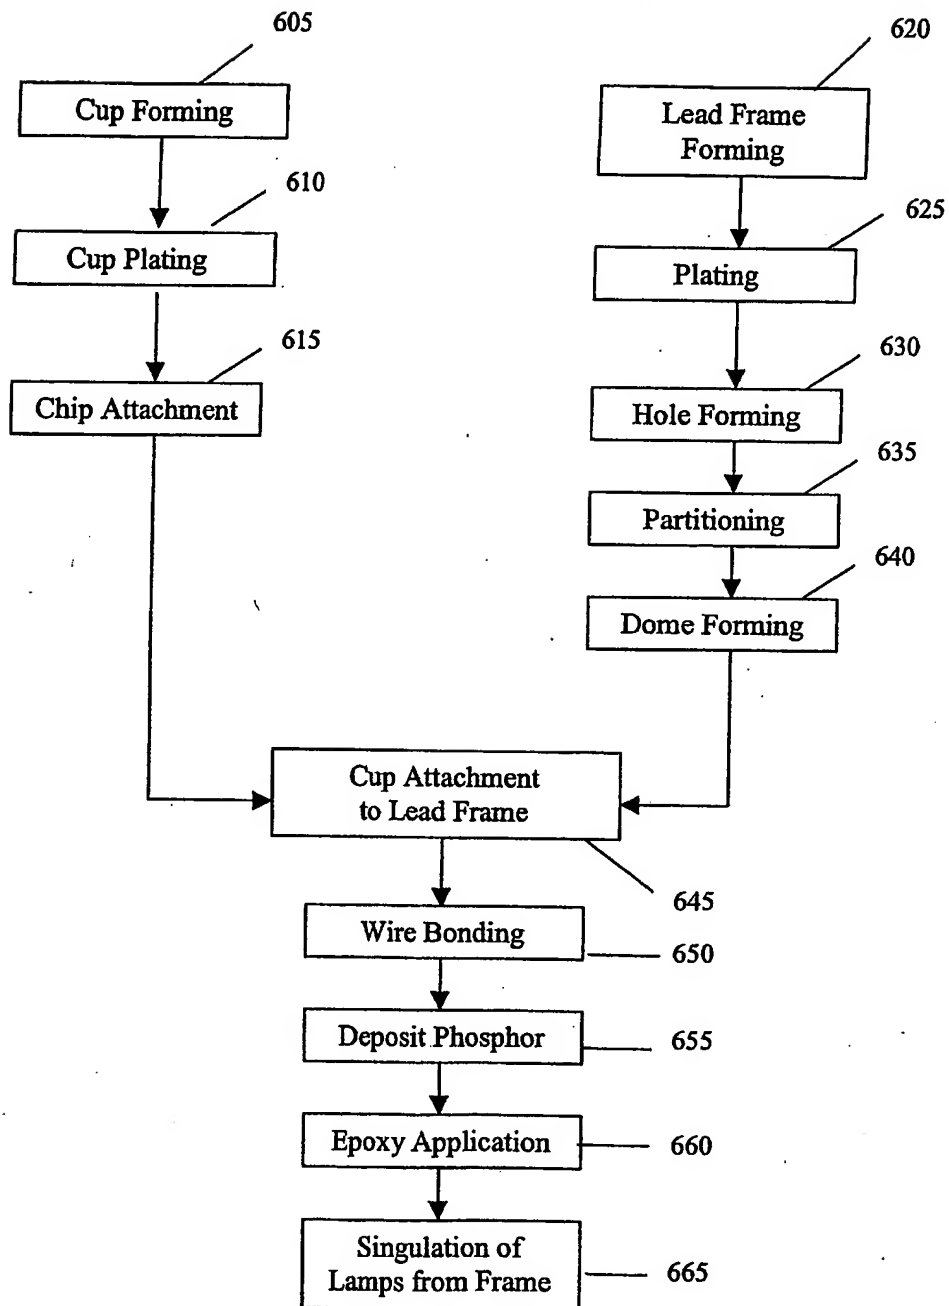 605
Cup Forming
610
Cup Plating
615
Chip Attachment
620
Lead Frame
Forming
625
Plating
630
Hole Forming
635
Partitioning
640
Dome Forming
Cup Attachment
to Lead Frame
645
Wire Bonding
650
Deposit Phosphor
655
Epoxy Application
660
Singulation of
Lamps from Frame
665